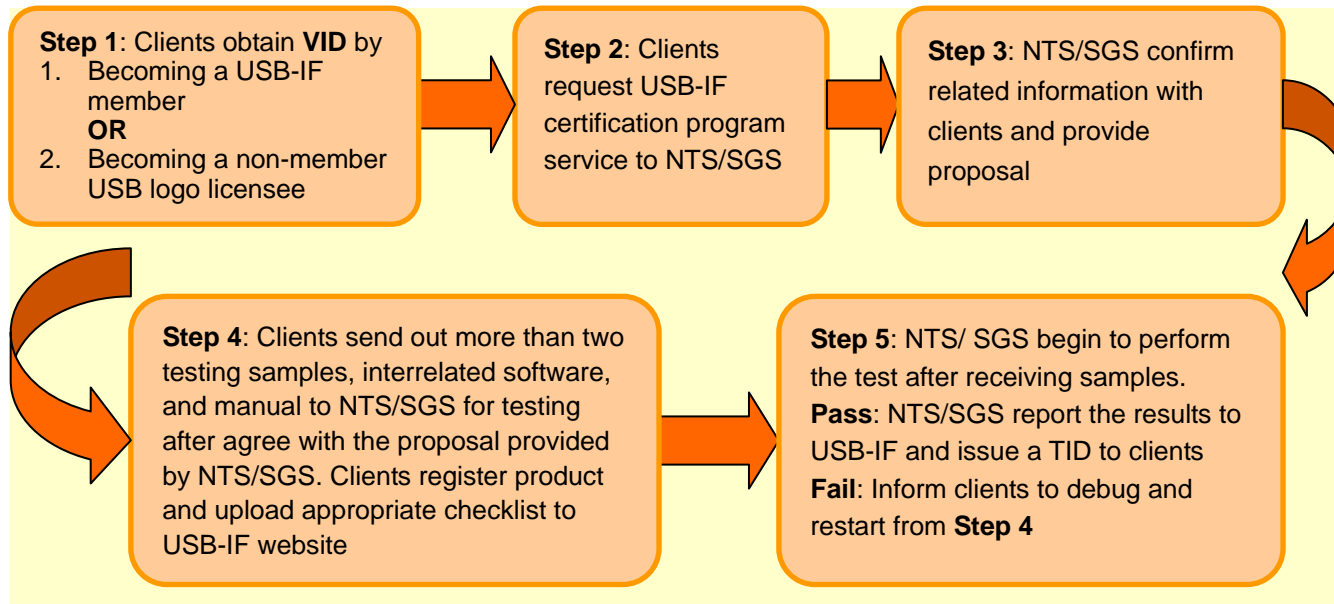 Step 1: Clients obtain VID by
1. Becoming a USB-IF
member
OR
2. Becoming a non-member
USB logo licensee
Step 2: Clients
request USB-IF
certification program
service to NTS/SGS
Step 3: NTS/SGS confirm
related information with
clients and provide
proposal
Step 4: Clients send out more than two
testing samples, interrelated software,
and manual to NTS/SGS for testing
after agree with the proposal provided
by NTS/SGS. Clients register product
and upload appropriate checklist to
USB-IF website
Step 5: NTS/ SGS begin to perform
the test after receiving samples.
Pass: NTS/SGS report the results to
USB-IF and issue a TID to clients
Fail: Inform clients to debug and
restart from Step 4